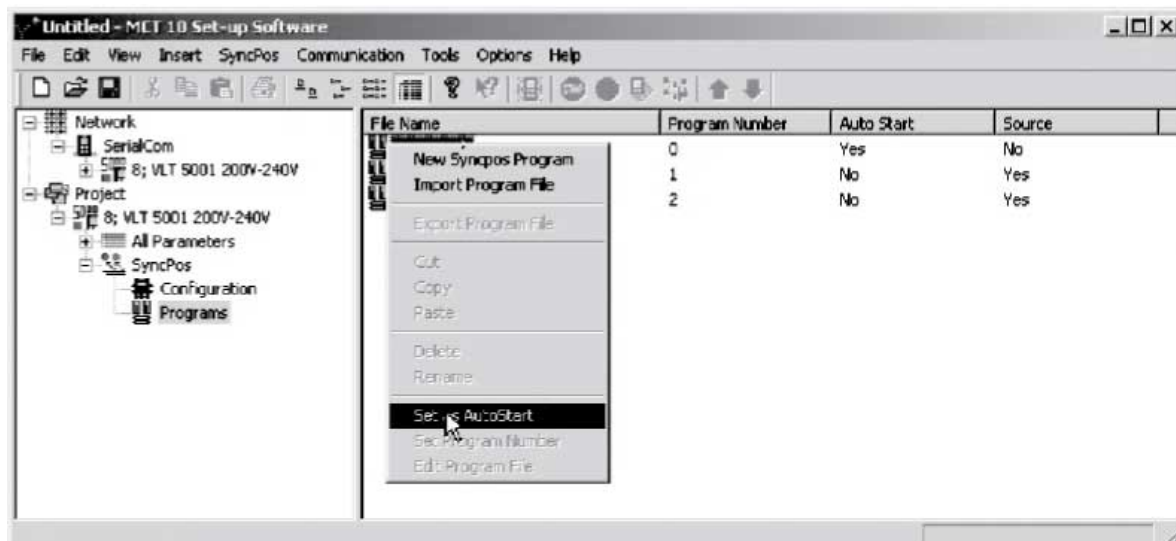 Untitled - MCT 10 Set-up Software
File Edit View Insert SyncPos Communication Tools Options Help
Network
SerialCom
8; VLT 5001 200V-240V
Project
8; VLT 5001 200V-240V
All Parameters
SyncPos
Configuration
Programs
File Name Program Number Auto Start Source
0 Yes No
1 No Yes
2 No Yes
New Syncpos Program
Import Program File
Export Program File
Cut
Copy
Paste
Delete
Rename
Set as AutoStart
Set Program Number
Edit Program File